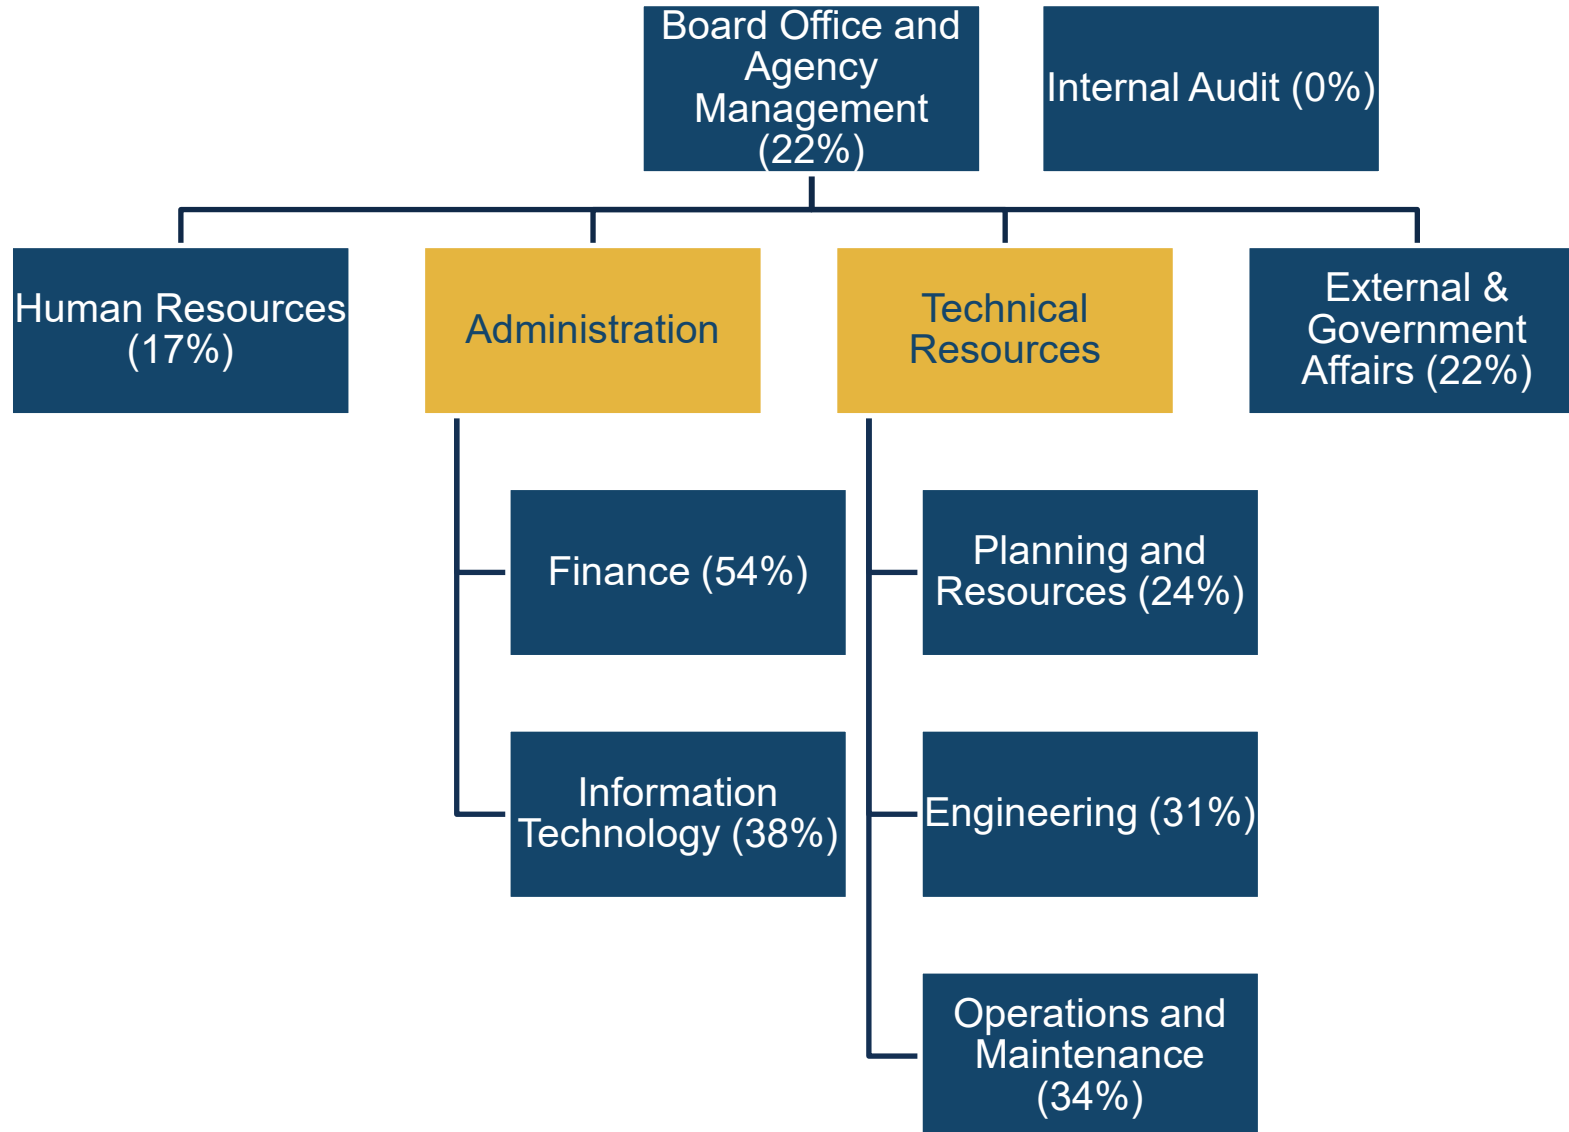 Board Office and
Agency
Management
(22%)
Internal Audit (0%)
Human Resources
(17%)
Administration
Technical
Resources
External &
Government
Affairs (22%)
Finance (54%)
Planning and
Resources (24%)
Information
Technology (38%)
Engineering (31%)
Operations and
Maintenance
(34%)